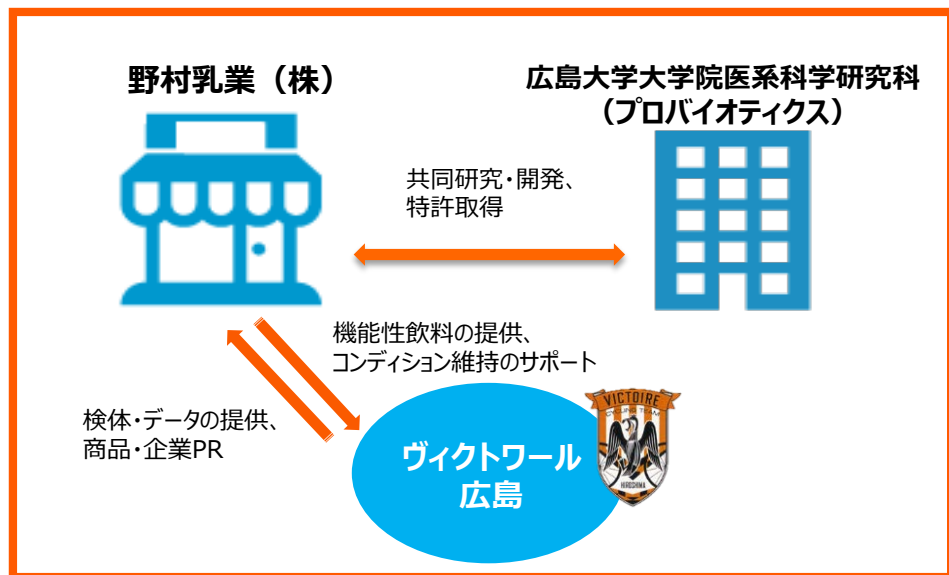 野村乳業（株）
広島大学大学院医系科学研究科
（プロバイオティクス）
共同研究・開発、
特許取得
機能性飲料の提供、
コンディション維持のサポート
検体・データの提供、
商品・企業PR
ヴィクトワール
広島
VICTOIRE
CYCLING TEAM
HIROSHIMA